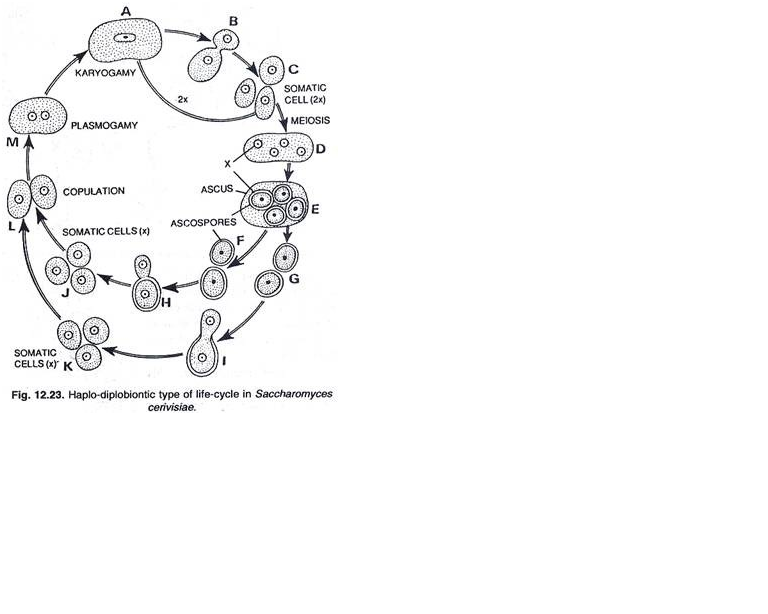 A
B
KARYOGAMY
C
SOMATIC
CELL (2x)
2x
MEIOSIS
PLASMOGAMY
M
D
X
COPULATION
ASCUS
E
ASCOSPORES
L
SOMATIC CELLS (x)
F
G
J
H
SOMATIC
CELLS (x)
K
I
Fig. 12.23. Haplo-diplobiontic type of life-cycle in Saccharomyces
cerivisiae.